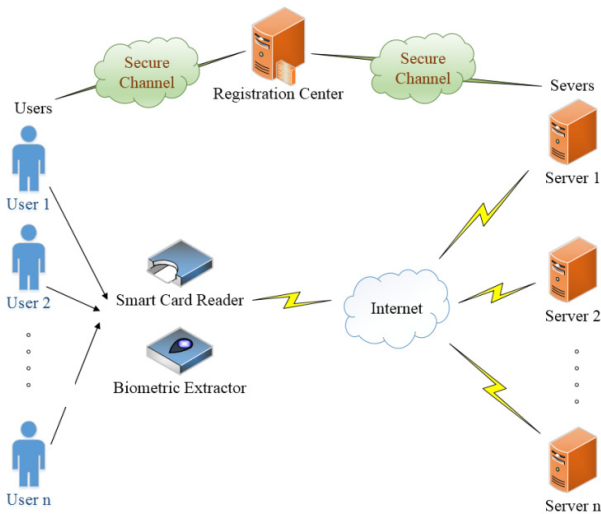 Secure
Channel
Registration Center
Secure
Channel
Users
Severs
User 1
Server 1
User 2
Smart Card Reader
Internet
Server 2
Biometric Extractor
User n
Server n